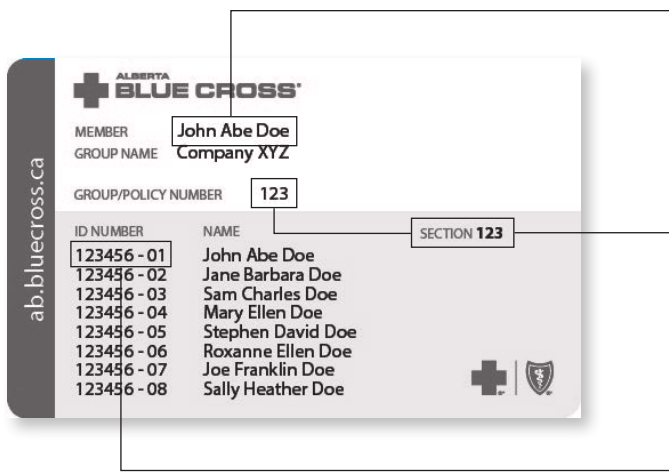 ALBERTA
BLUE CROSS®
MEMBER John Abe Doe
GROUP NAME Company XYZ
GROUP/POLICY NUMBER 123
ab.bluecross.ca
ID NUMBER NAME SECTION 123
123456 - 01 John Abe Doe
123456 - 02 Jane Barbara Doe
123456 - 03 Sam Charles Doe
123456 - 04 Mary Ellen Doe
123456 - 05 Stephen David Doe
123456 - 06 Roxanne Ellen Doe
123456 - 07 Joe Franklin Doe
123456 - 08 Sally Heather Doe